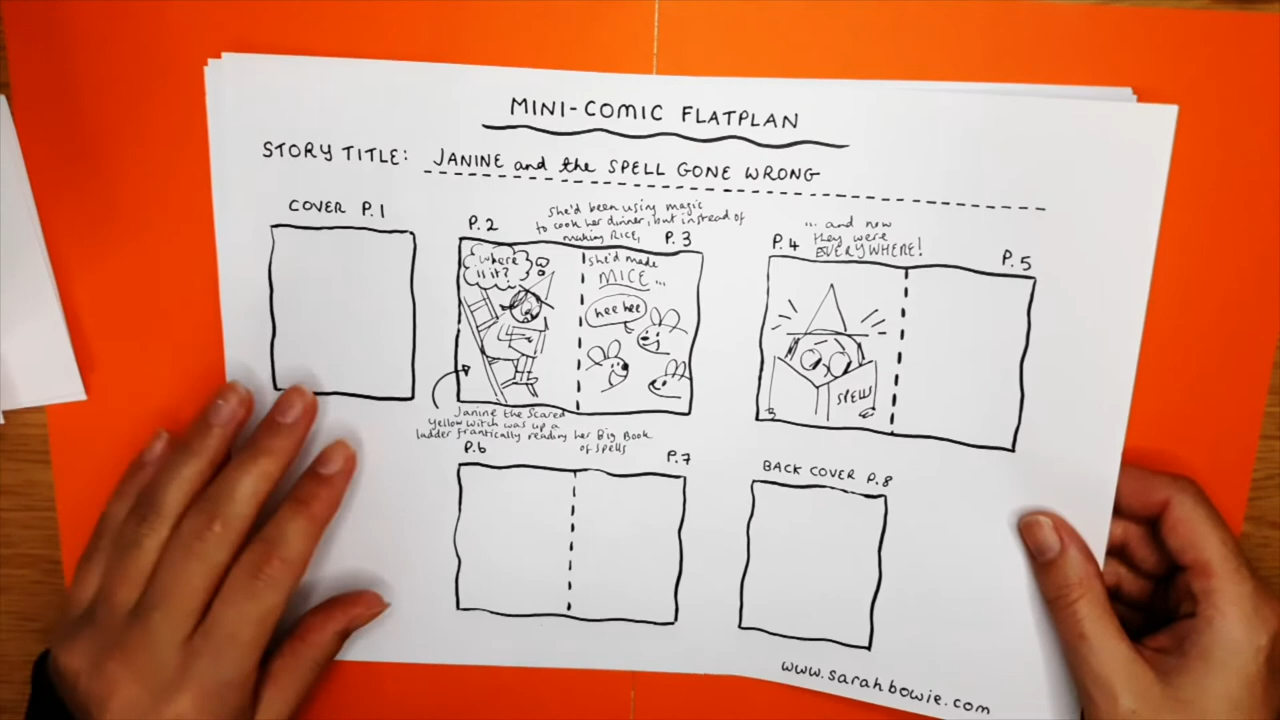 MINI-COMIC FLATPLAN
STORY TITLE: JANINE and the SPELL GONE WRONG
COVER P.1
P.2
where
is it?
She'd been using magic
to cook her dinner, but instead of
making RICE,
P.3
she'd made
MICE...
hee hee
Janine the Scared
Yellow Witch was up a
ladder frantically reading her Big Book
of Spells
P.4
... and now
they were
EVERYWHERE!
SPELLS
P.5
P.6
P.7
BACK COVER P.8
www.sarahbowie.com